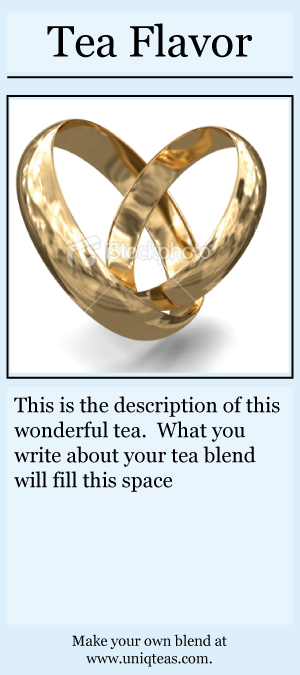 Tea Flavor
iStockphoto
This is the description of this
wonderful tea.  What you
write about your tea blend
will fill this space
Make your own blend at
www.uniqteas.com.